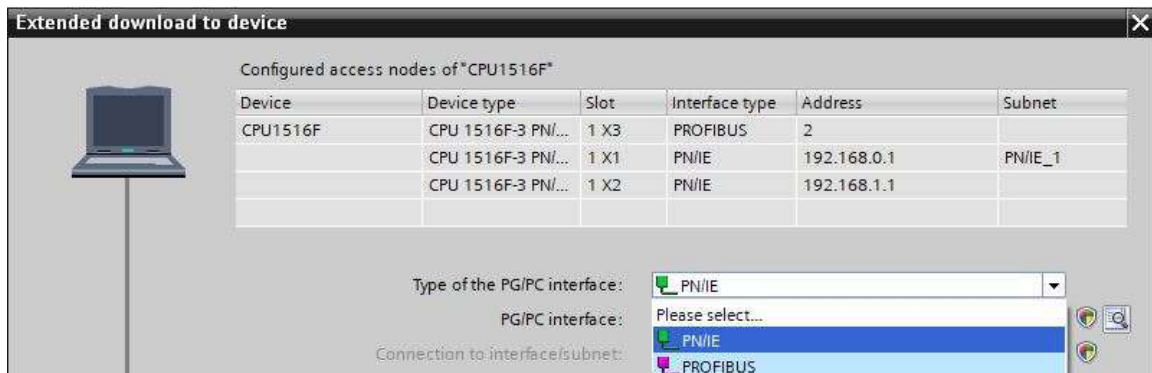 Extended download to device
Configured access nodes of "CPU1516F"
Device Device type Slot Interface type Address Subnet
CPU1516F CPU 1516F-3 PN/... 1 X3 PROFIBUS 2
CPU 1516F-3 PN/... 1 X1 PN/IE 192.168.0.1 PN/IE_1
CPU 1516F-3 PN/... 1 X2 PN/IE 192.168.1.1
Type of the PG/PC interface: PN/IE
PG/PC interface: Please select...
PN/IE
Connection to interface/subnet:
PROFIBUS